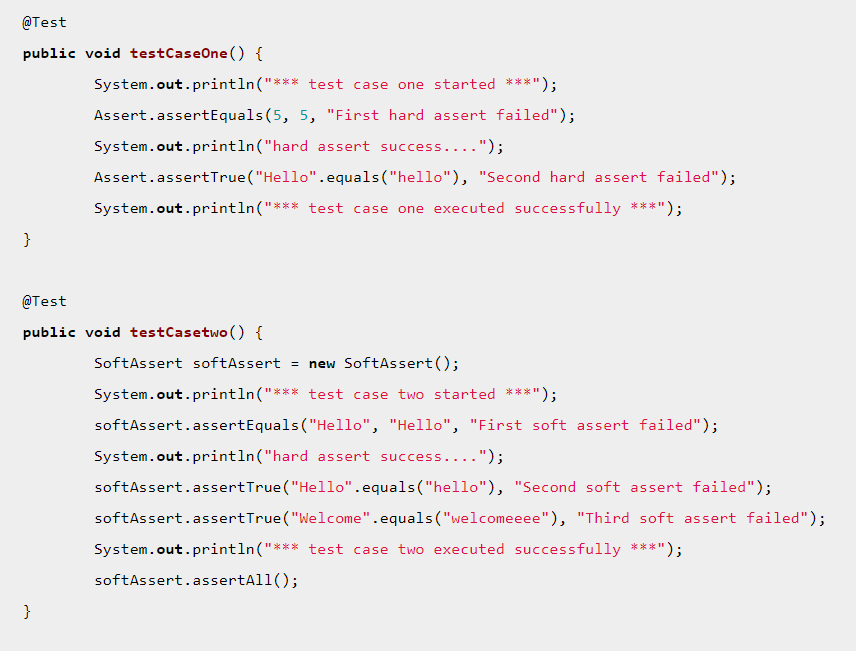 @Test
public void testCaseOne() {
System.out.println("*** test case one started ***");
Assert.assertEquals(5, 5, "First hard assert failed");
System.out.println("hard assert success....");
Assert.assertTrue("Hello".equals("hello"), "Second hard assert failed");
System.out.println("*** test case one executed successfully ***");
}
@Test
public void testCasetwo() {
SoftAssert softAssert = new SoftAssert();
System.out.println("*** test case two started ***");
softAssert.assertEquals("Hello", "Hello", "First soft assert failed");
System.out.println("hard assert success....");
softAssert.assertTrue("Hello".equals("hello"), "Second soft assert failed");
softAssert.assertTrue("Welcome".equals("welcomeeee"), "Third soft assert failed");
System.out.println("*** test case two executed successfully ***");
softAssert.assertAll();
}